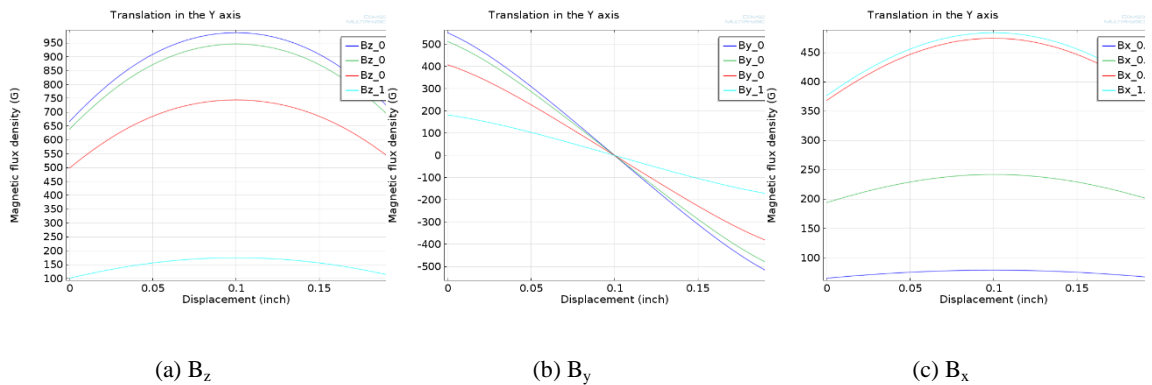 Translation in the Y axis
Magnetic flux density (G)
950
900
850
800
750
700
650
600
550
500
450
400
350
300
250
200
150
100
0
0.05
0.1
0.15
Displacement (inch)
Bz_0
Bz_0
Bz_0
Bz_1
(a) Bz
Translation in the Y axis
Magnetic flux density (G)
500
400
300
200
100
0
-100
-200
-300
-400
-500
0
0.05
0.1
0.15
Displacement (inch)
By_0
By_0
By_0
By_1
(b) By
Translation in the Y axis
Magnetic flux density (G)
450
400
350
300
250
200
150
100
0
0.05
0.1
0.15
Displacement (inch)
Bx_0.
Bx_0.
Bx_0.
Bx_1.
(c) Bx